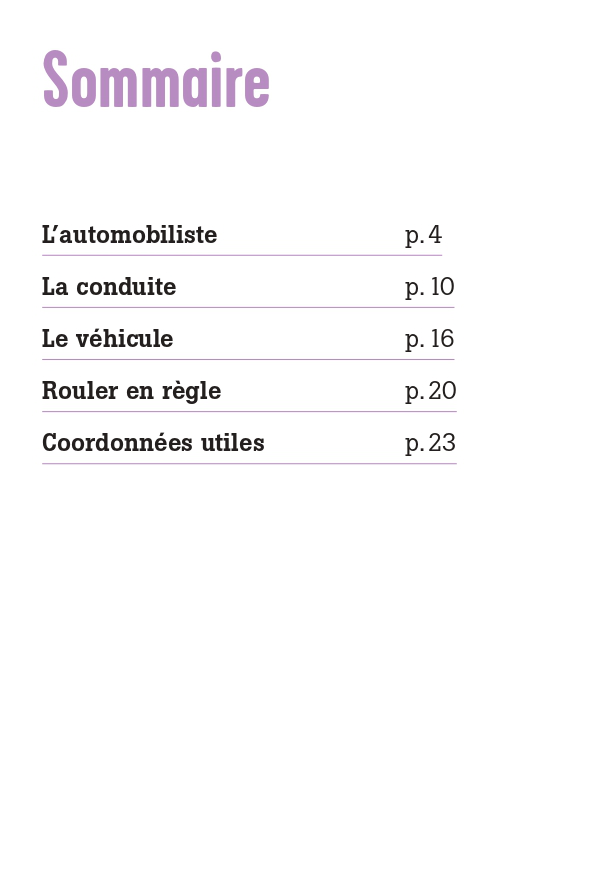 Sommaire
L’automobiliste p. 4
La conduite p. 10
Le véhicule p. 16
Rouler en règle p. 20
Coordonnées utiles p. 23